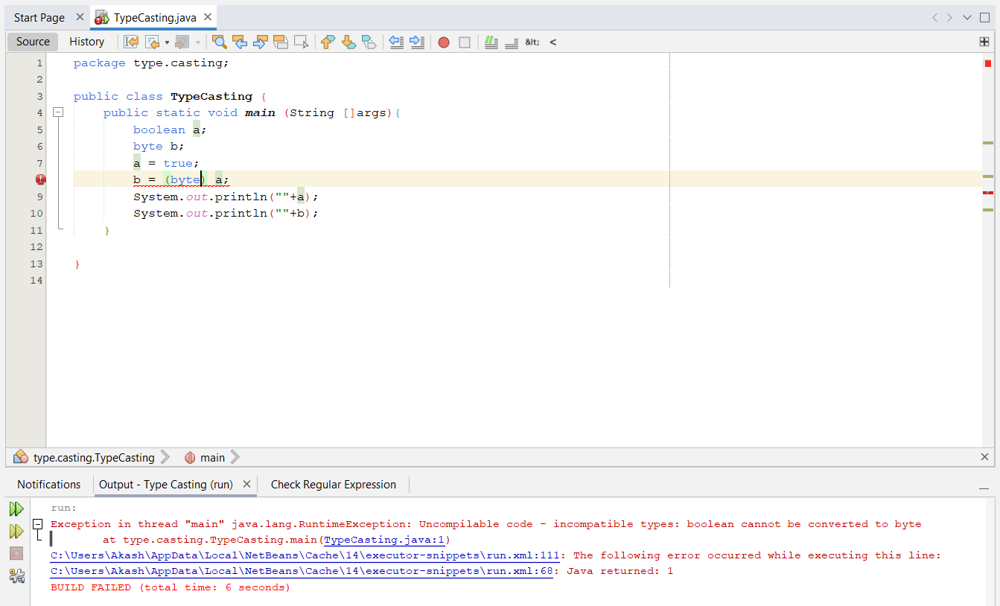 Start Page TypeCasting.java
Source History &lt; <
1 package type.casting;
2
3 public class TypeCasting {
4 public static void main (String []args){
5 boolean a;
6 byte b;
7 a = true;
b = (byte) a;
9 System.out.println(""+a);
10 System.out.println(""+b);
11 }
12
13 }
14
type.casting.TypeCasting main
Notifications Output - Type Casting (run) Check Regular Expression
run:
Exception in thread "main" java.lang.RuntimeException: Uncompilable code - incompatible types: boolean cannot be converted to byte
at type.casting.TypeCasting.main(TypeCasting.java:1)
C:\Users\Akash\AppData\Local\NetBeans\Cache\14\executor-snippets\run.xml:111: The following error occurred while executing this line:
C:\Users\Akash\AppData\Local\NetBeans\Cache\14\executor-snippets\run.xml:68: Java returned: 1
BUILD FAILED (total time: 6 seconds)